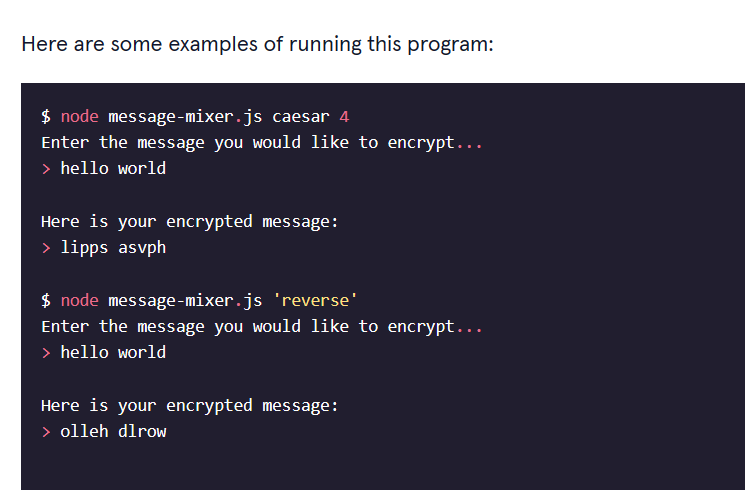 Here are some examples of running this program:
$ node message-mixer.js caesar 4
Enter the message you would like to encrypt...
> hello world
Here is your encrypted message:
> lipps asvph
$ node message-mixer.js 'reverse'
Enter the message you would like to encrypt...
> hello world
Here is your encrypted message:
> olleh dlrow